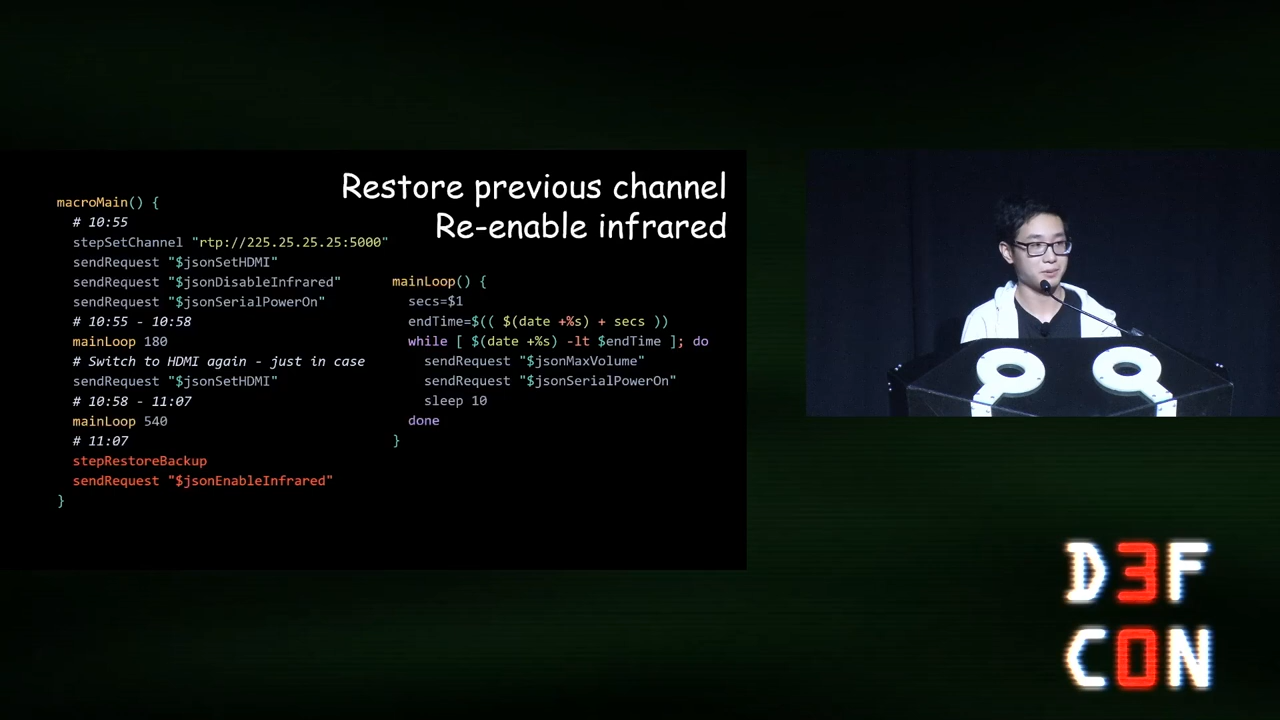 Restore previous channel
Re-enable infrared
macroMain() {
# 10:55
stepSetChannel "rtp://225.25.25.25:5000"
sendRequest "$jsonSetHDMI"
sendRequest "$jsonDisableInfrared"
sendRequest "$jsonSerialPowerOn"
# 10:55 - 10:58
mainLoop 180
# Switch to HDMI again - just in case
sendRequest "$jsonSetHDMI"
# 10:58 - 11:07
mainLoop 540
# 11:07
stepRestoreBackup
sendRequest "$jsonEnableInfrared"
}
mainLoop() {
secs=$1
endTime=$(( $(date +%s) + secs ))
while [ $(date +%s) -lt $endTime ]; do
sendRequest "$jsonMaxVolume"
sendRequest "$jsonSerialPowerOn"
sleep 10
done
}
D3F
C0N